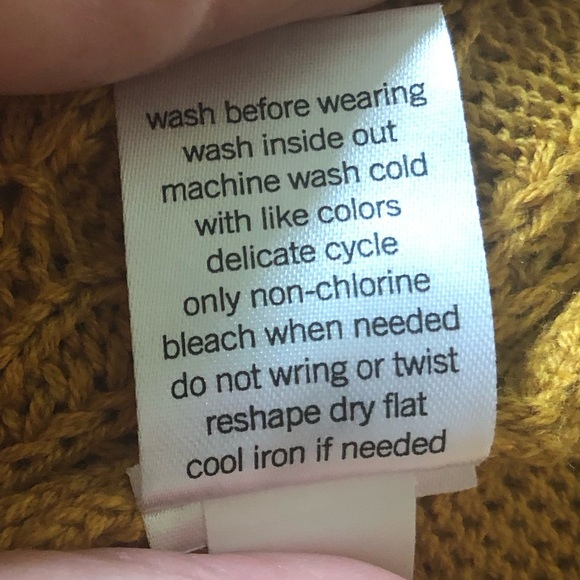 wash before wearing
wash inside out
machine wash cold
with like colors
delicate cycle
only non-chlorine
bleach when needed
do not wring or twist
reshape dry flat
cool iron if needed